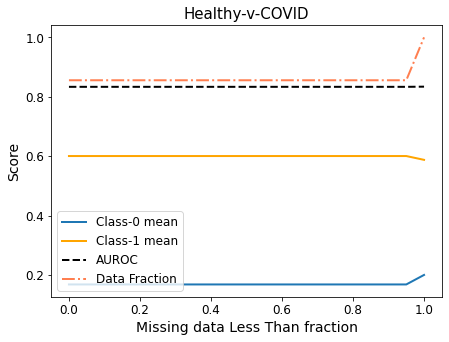 Healthy-v-COVID
Score
1.0
0.8
0.6
0.4
0.2
Class-0 mean
Class-1 mean
AUROC
Data Fraction
0.0 0.2 0.4 0.6 0.8 1.0
Missing data Less Than fraction